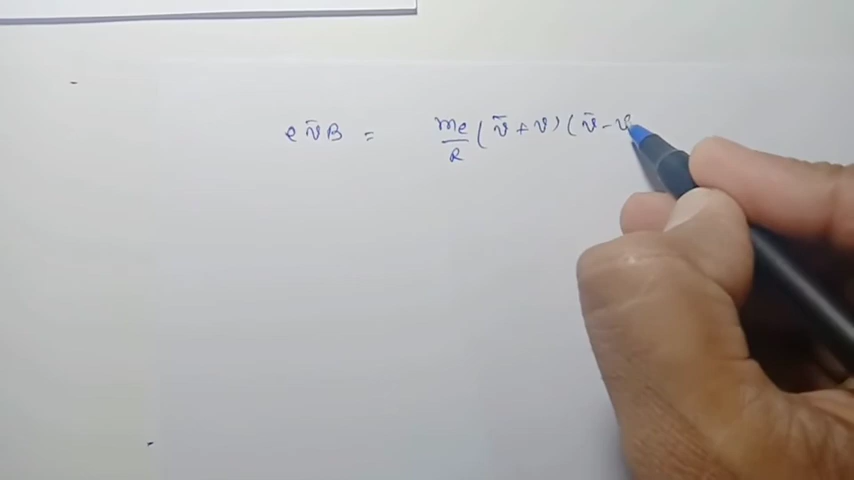 e v̄ B = me/r (v̄ + v) (v̄ - v